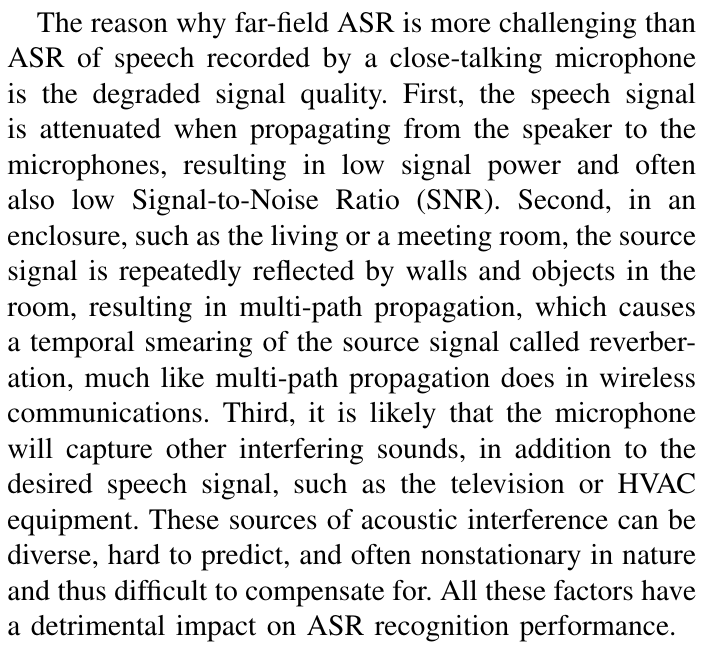 The reason why far-field ASR is more challenging than
ASR of speech recorded by a close-talking microphone
is the degraded signal quality. First, the speech signal
is attenuated when propagating from the speaker to the
microphones, resulting in low signal power and often
also low Signal-to-Noise Ratio (SNR). Second, in an
enclosure, such as the living or a meeting room, the source
signal is repeatedly reflected by walls and objects in the
room, resulting in multi-path propagation, which causes
a temporal smearing of the source signal called reverber-
ation, much like multi-path propagation does in wireless
communications. Third, it is likely that the microphone
will capture other interfering sounds, in addition to the
desired speech signal, such as the television or HVAC
equipment. These sources of acoustic interference can be
diverse, hard to predict, and often nonstationary in nature
and thus difficult to compensate for. All these factors have
a detrimental impact on ASR recognition performance.